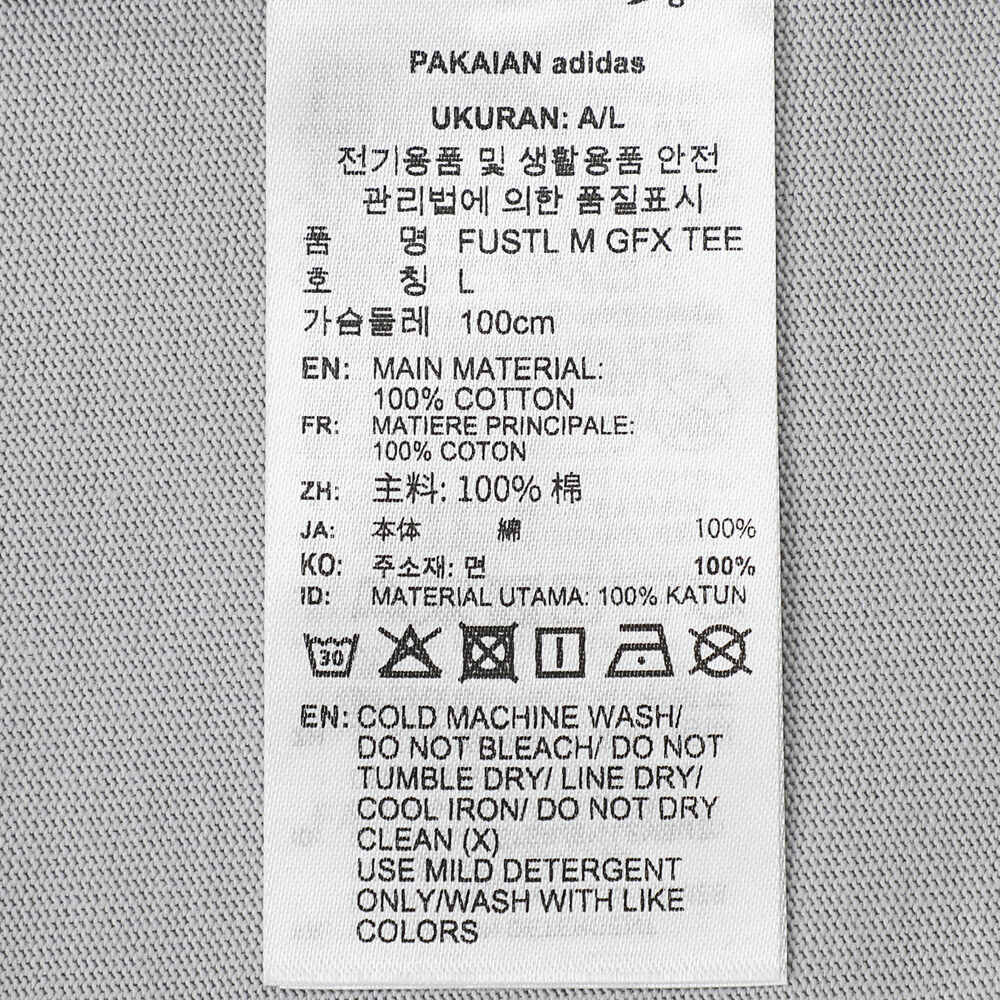 PAKAIAN adidas
UKURAN: A/L
전기용품 및 생활용품 안전
관리법에 의한 품질표시
품 명 FUSTL M GFX TEE
호 칭 L
가슴둘레 100cm
EN: MAIN MATERIAL:
100% COTTON
FR: MATIERE PRINCIPALE:
100% COTON
ZH: 主料: 100% 棉
JA: 本体 綿 100%
KO: 주소재: 면 100%
ID: MATERIAL UTAMA: 100% KATUN
30
EN: COLD MACHINE WASH/
DO NOT BLEACH/ DO NOT
TUMBLE DRY/ LINE DRY/
COOL IRON/ DO NOT DRY
CLEAN (X)
USE MILD DETERGENT
ONLY/WASH WITH LIKE
COLORS